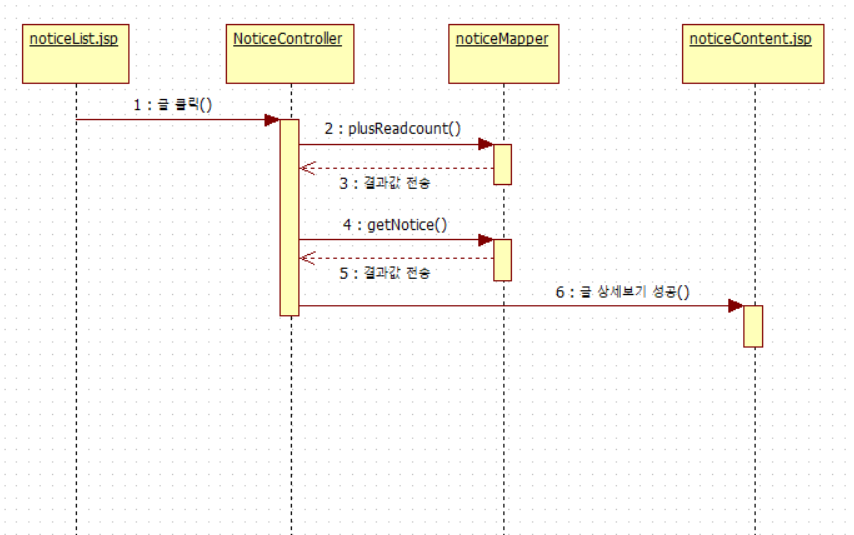 noticeList.jsp
NoticeController
noticeMapper
noticeContent.jsp
1 : 글 클릭()
2 : plusReadcount()
3 : 결과값 전송
4 : getNotice()
5 : 결과값 전송
6 : 글 상세보기 성공()